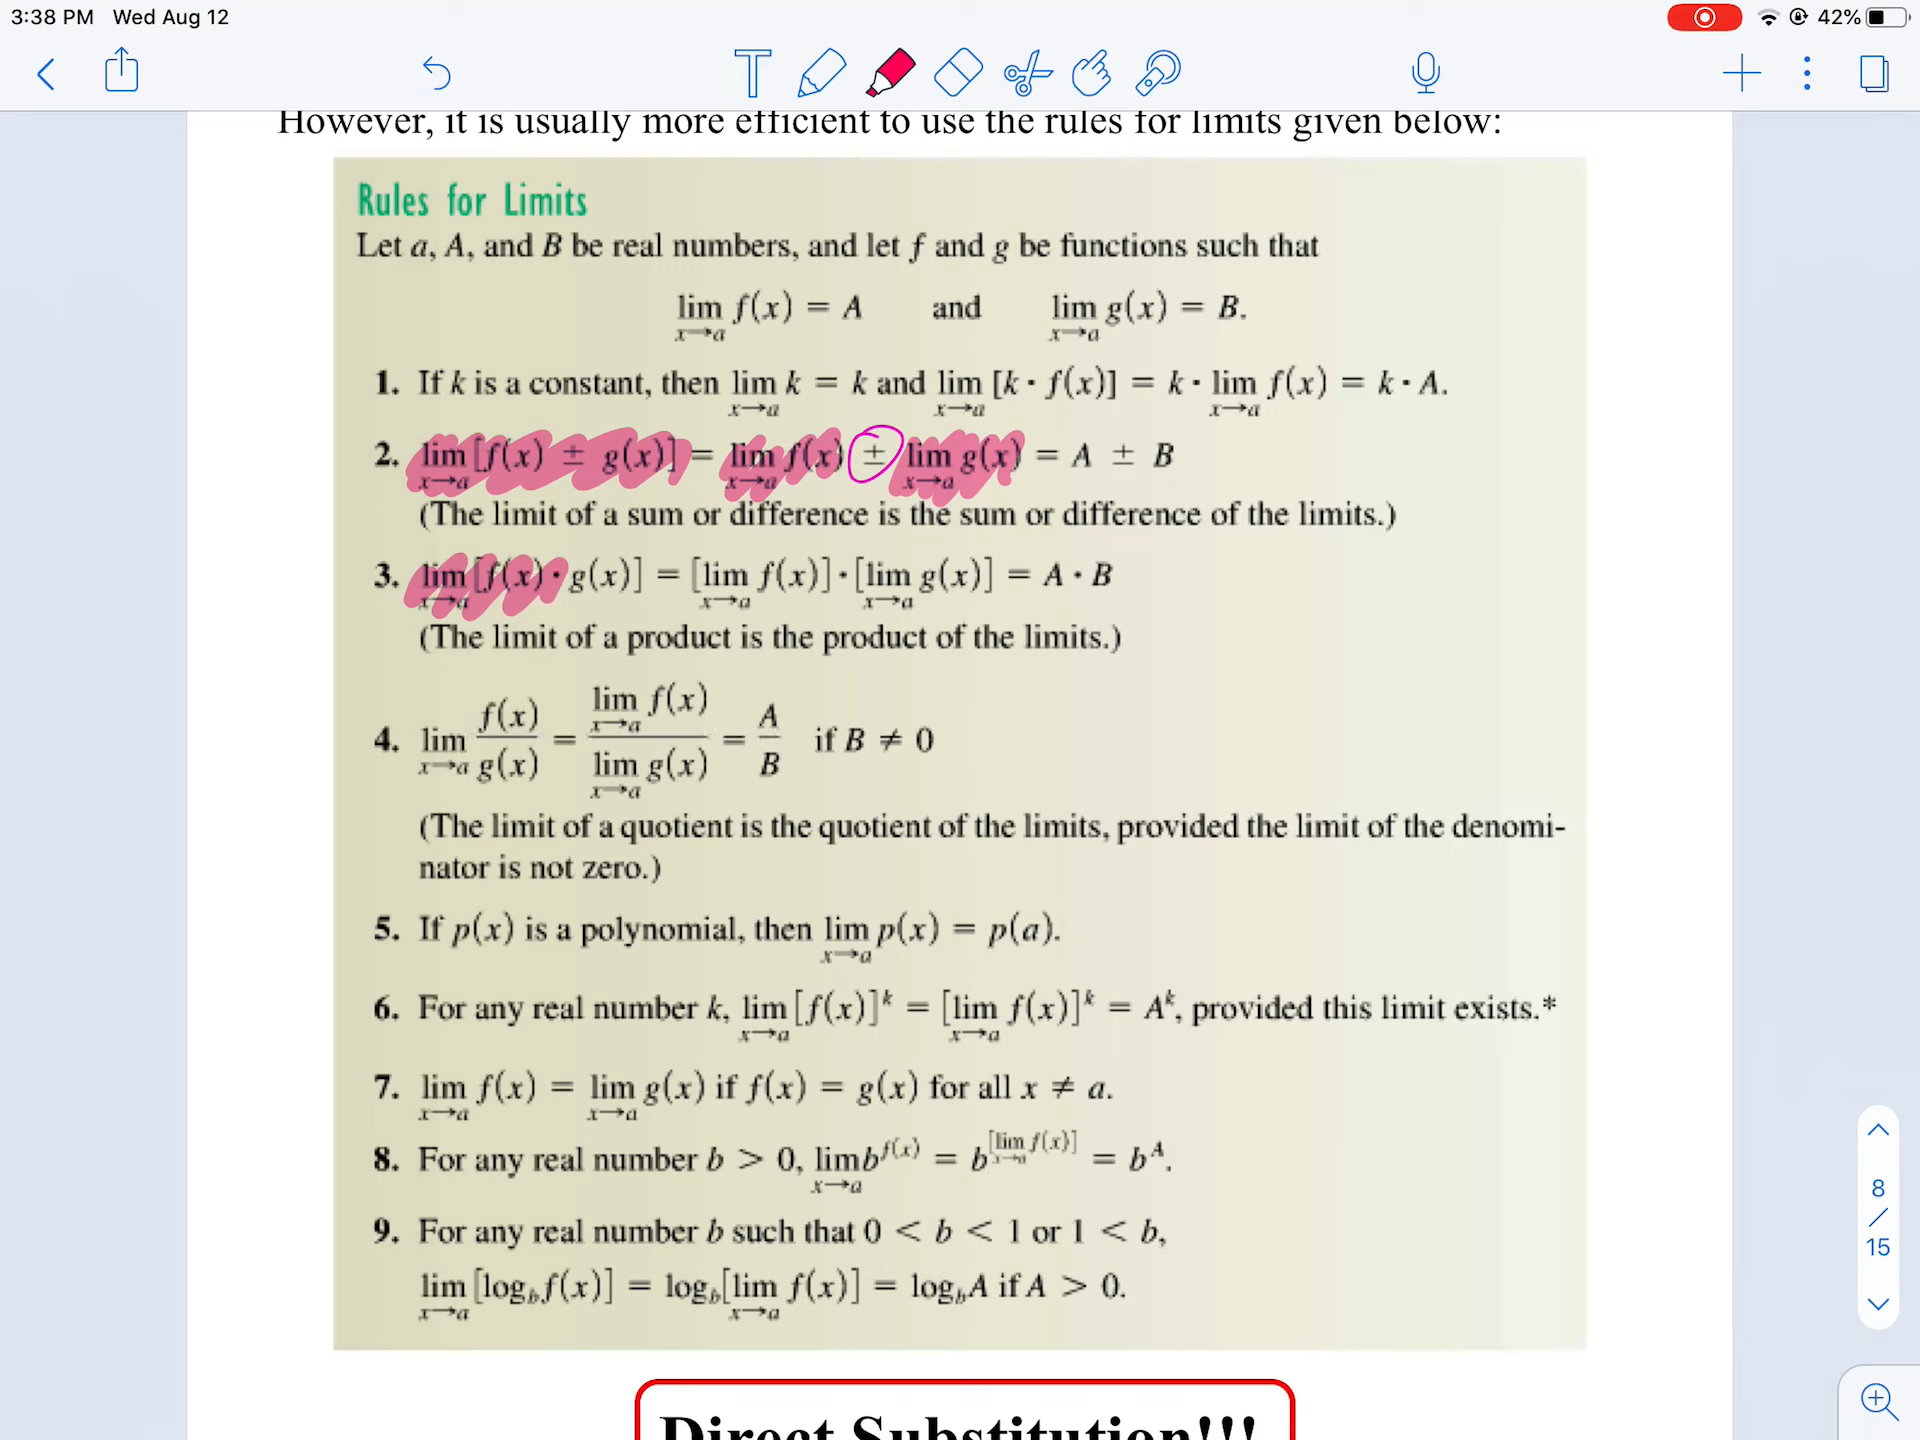 3:38 PM Wed Aug 12
42%
However, it is usually more efficient to use the rules for limits given below:
Rules for Limits
Let a, A, and B be real numbers, and let f and g be functions such that
lim x→a f(x) = A and lim x→a g(x) = B.
1. If k is a constant, then lim x→a k = k and lim x→a [k · f(x)] = k · lim x→a f(x) = k · A.
2. lim x→a [f(x) ± g(x)] = lim x→a f(x) ± lim x→a g(x) = A ± B
(The limit of a sum or difference is the sum or difference of the limits.)
3. lim x→a [f(x) · g(x)] = [lim x→a f(x)] · [lim x→a g(x)] = A · B
(The limit of a product is the product of the limits.)
4. lim x→a f(x)/g(x) = lim x→a f(x) / lim x→a g(x) = A/B if B ≠ 0
(The limit of a quotient is the quotient of the limits, provided the limit of the denomi-
nator is not zero.)
5. If p(x) is a polynomial, then lim x→a p(x) = p(a).
6. For any real number k, lim x→a [f(x)]^k = [lim x→a f(x)]^k = A^k, provided this limit exists.*
7. lim x→a f(x) = lim x→a g(x) if f(x) = g(x) for all x ≠ a.
8. For any real number b > 0, lim x→a b^f(x) = b^[lim x→a f(x)] = b^A.
9. For any real number b such that 0 < b < 1 or 1 < b,
lim x→a [log_b f(x)] = log_b [lim x→a f(x)] = log_b A if A > 0.
Direct Substitution!!!
8
/
15